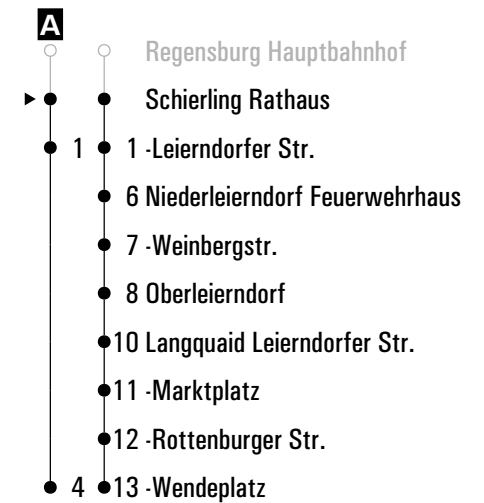 A
Regensburg Hauptbahnhof
Schierling Rathaus
1 1 -Leierndorfer Str.
6 Niederleierndorf Feuerwehrhaus
7 -Weinbergstr.
8 Oberleierndorf
10 Langquaid Leierndorfer Str.
11 -Marktplatz
12 -Rottenburger Str.
4 13 -Wendeplatz